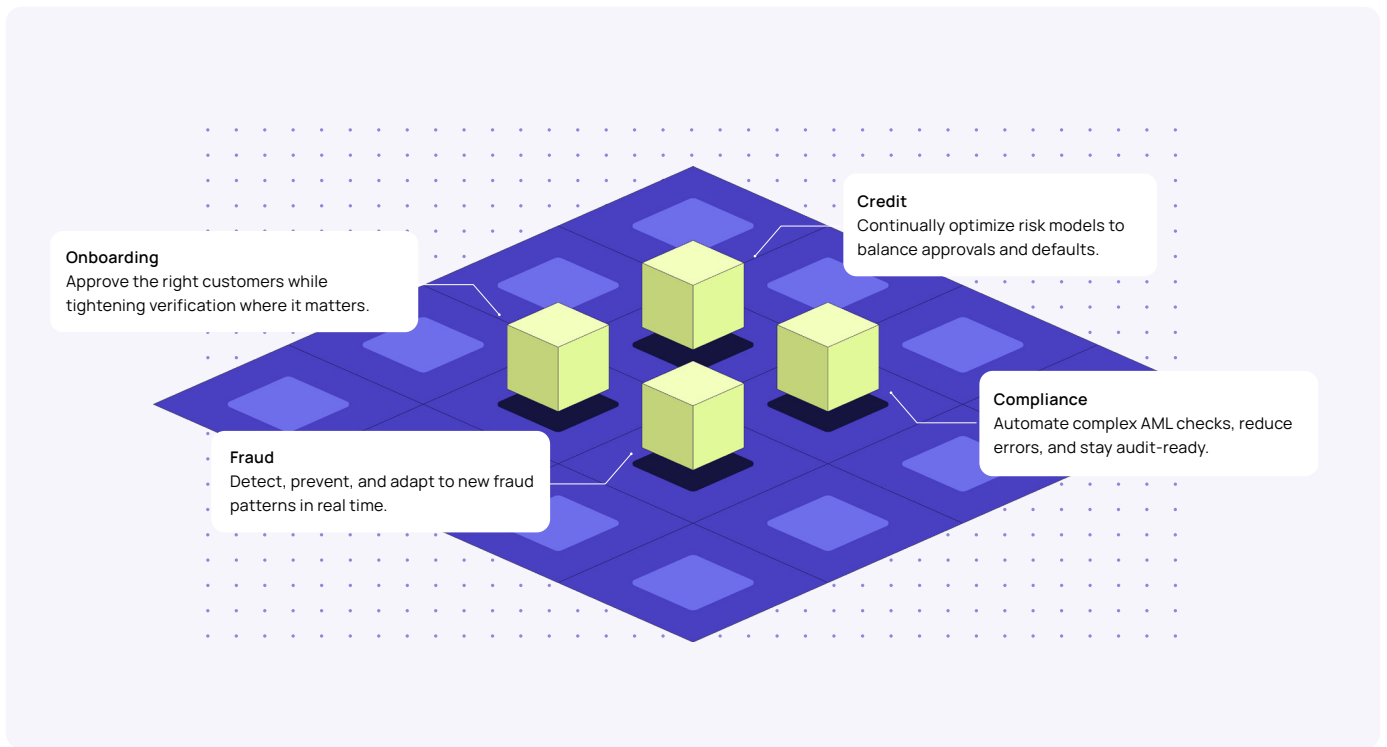 Credit
Continually optimize risk models to
balance approvals and defaults.
Onboarding
Approve the right customers while
tightening verification where it matters.
Compliance
Automate complex AML checks, reduce
errors, and stay audit-ready.
Fraud
Detect, prevent, and adapt to new fraud
patterns in real time.